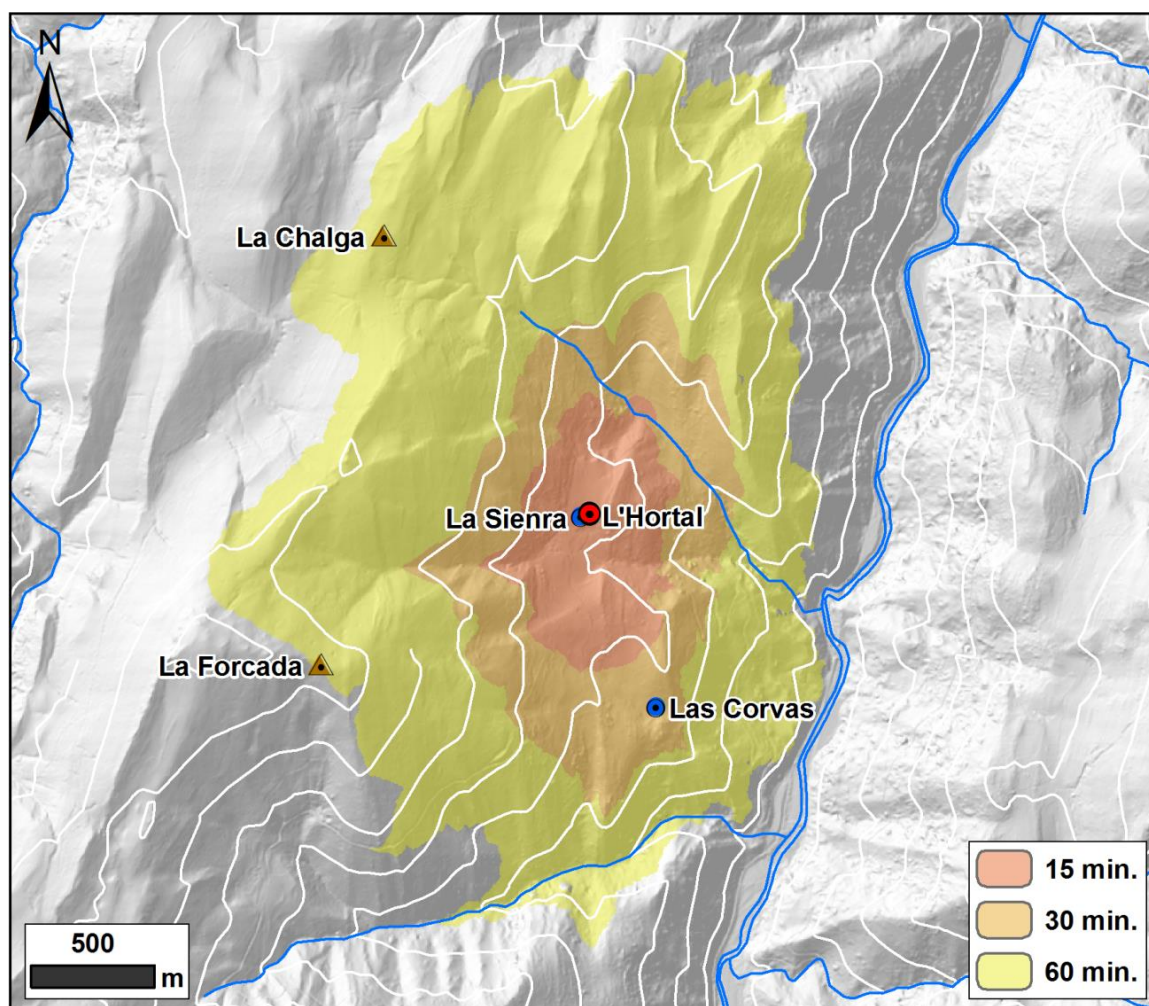 N
La Chalga
La Sienra
L'Hortal
La Forcada
Las Corvas
500
m
15 min.
30 min.
60 min.